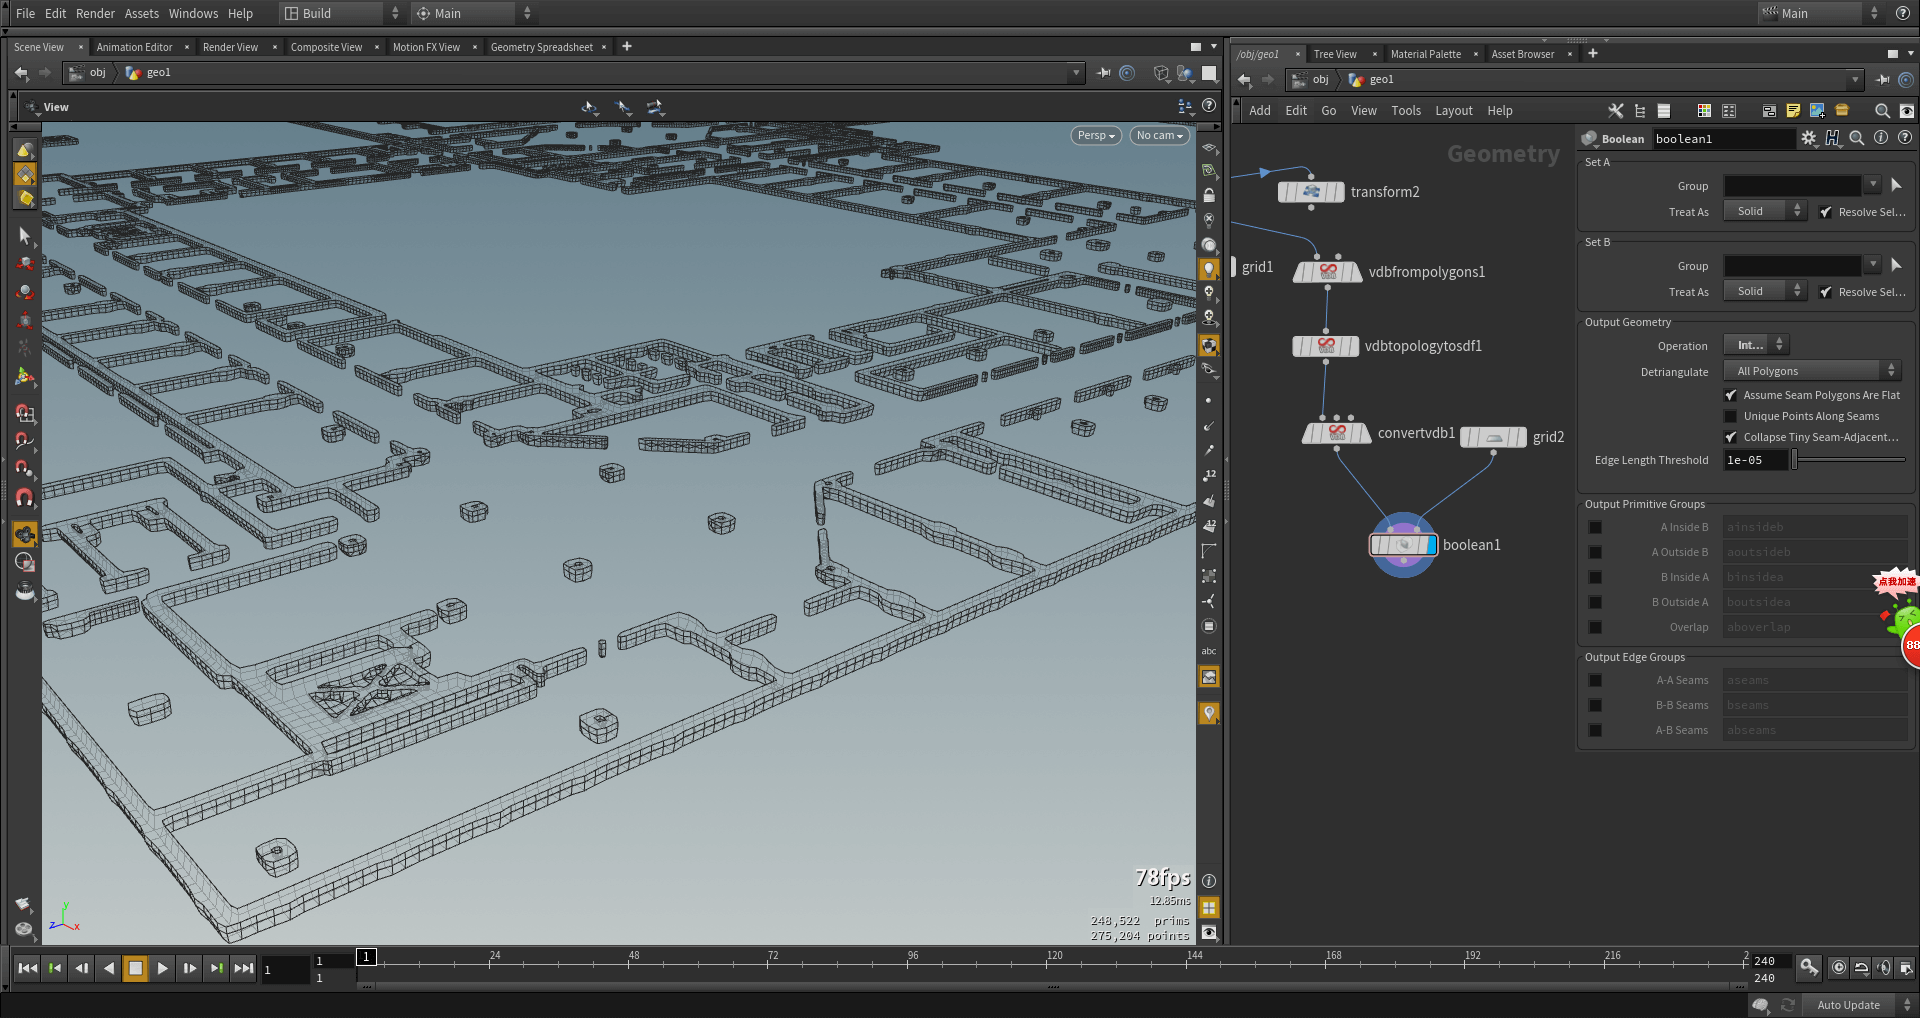 File Edit Render Assets Windows Help Build Main Main
Scene View Animation Editor Render View Composite View Motion FX View Geometry Spreadsheet
obj geo1
View
Persp No cam
12
12
abc
78fps
12.85ms
248,522 prims
275,204 points
/obj/geo1 Tree View Material Palette Asset Browser
obj geo1
Add Edit Go View Tools Layout Help
Geometry
transform2
grid1
vdbfrompolygons1
vdbtopologytosdf1
convertvdb1
grid2
boolean1
Boolean boolean1
Set A
Group
Treat As Solid Resolve Sel...
Set B
Group
Treat As Solid Resolve Sel...
Output Geometry
Operation Int...
Detriangulate All Polygons
Assume Seam Polygons Are Flat
Unique Points Along Seams
Collapse Tiny Seam-Adjacent...
Edge Length Threshold 1e-05
Output Primitive Groups
A Inside B ainsideb
A Outside B aoutsideb
B Inside A binsidea
B Outside A boutsidea
Overlap aboverlap
Output Edge Groups
A-A Seams aseams
B-B Seams bseams
A-B Seams abseams
点我加速
88
y
z x
1 1 1 1 24 48 72 96 120 144 168 192 216 2 240 240
Auto Update